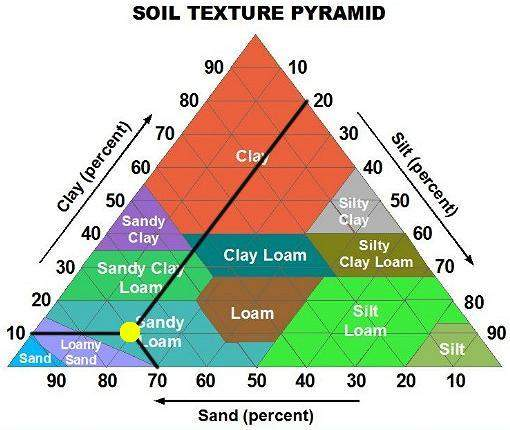 SOIL TEXTURE PYRAMID
90 10
80 20
70 30
Clay (percent)
Silt (percent)
Clay
60 40
50 50
Sandy
Clay
Silty
Clay
40 60
Clay Loam
Silty
Clay Loam
30 70
Sandy Clay
Loam
20 80
Loam
Silt
Loam
10 90
Sandy
Loam
Sand
Loamy
Sand
Silt
90 80 70 60 50 40 30 20 10
Sand (percent)